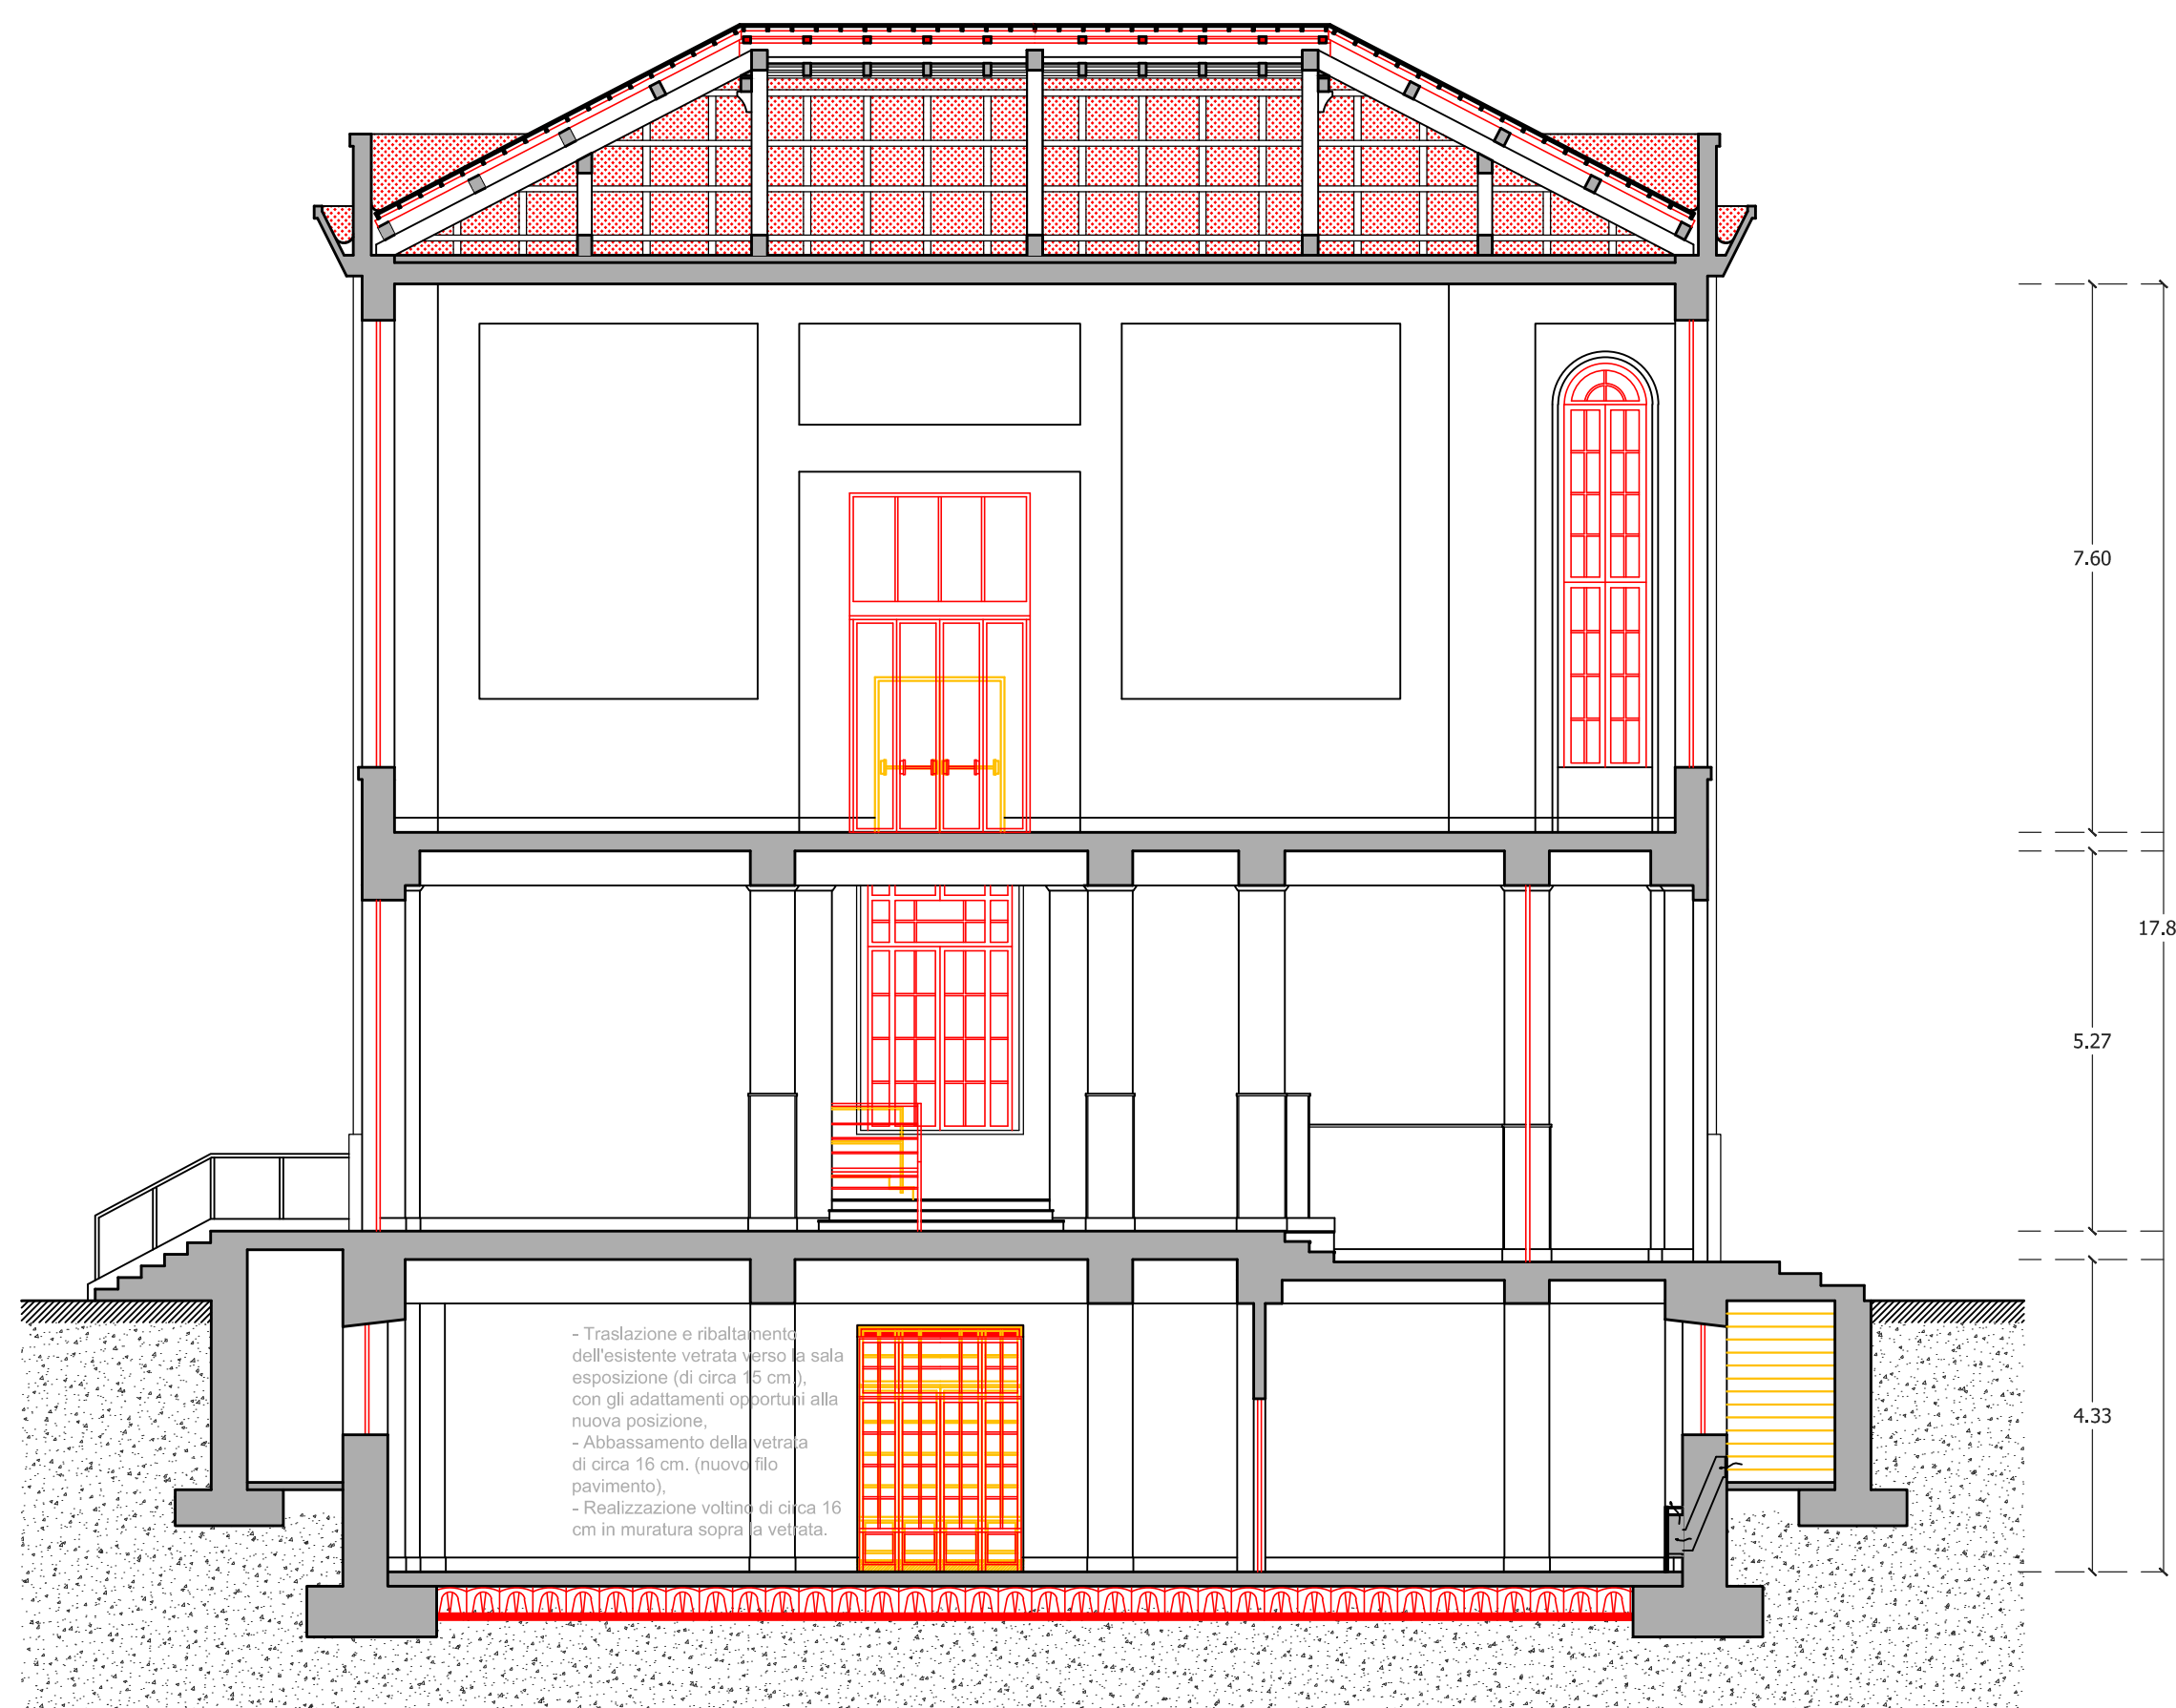 7.60
17.8
5.27
- Traslazione e ribaltamento
dell'esistente vetrata verso la sala
esposizione (di circa 15 cm.),
con gli adattamenti opportuni alla
nuova posizione,
- Abbassamento della vetrata
di circa 16 cm. (nuovo filo
pavimento),
- Realizzazione voltino di circa 16
cm in muratura sopra la vetrata.
4.33